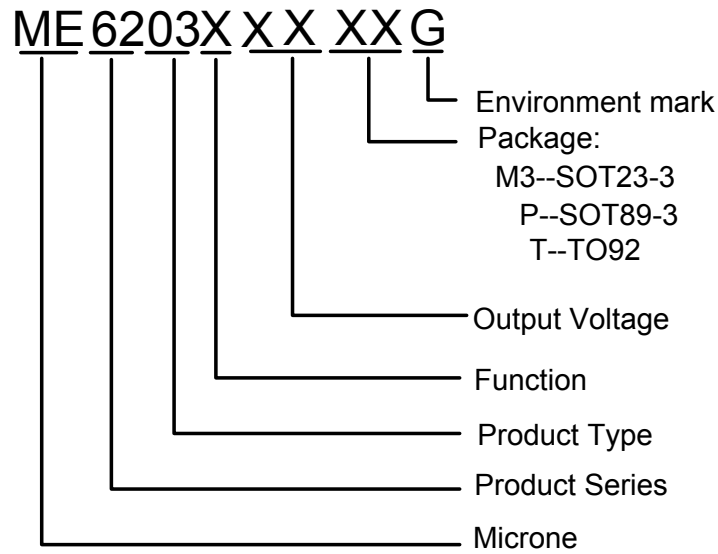 ME6203X X X XX G
Environment mark
Package:
M3--SOT23-3
P--SOT89-3
T--TO92
Output Voltage
Function
Product Type
Product Series
Microne